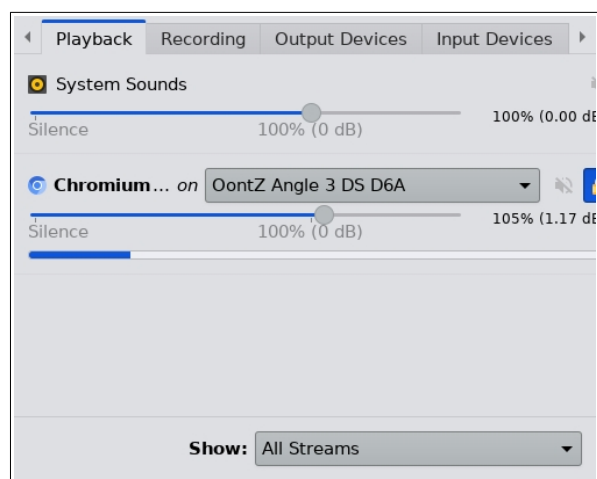 Playback Recording Output Devices Input Devices
System Sounds
100% (0.00 dB
Silence 100% (0 dB)
Chromium... on OontZ Angle 3 DS D6A
105% (1.17 dB
Silence 100% (0 dB)
Show: All Streams